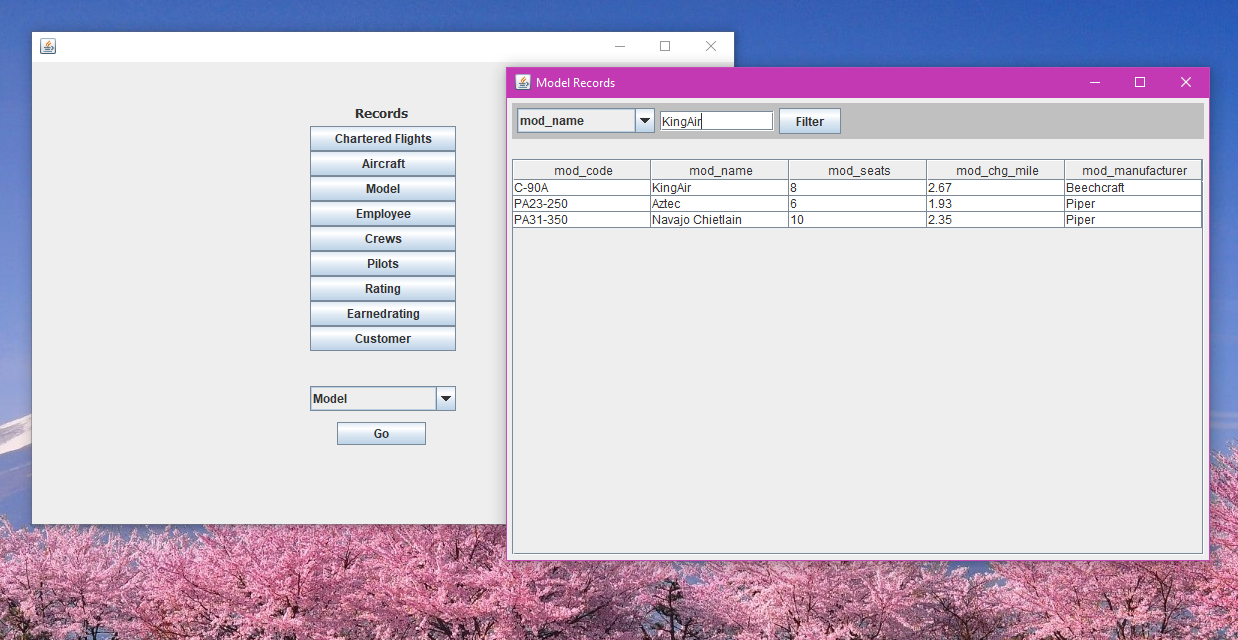 Records
Chartered Flights
Aircraft
Model
Employee
Crews
Pilots
Rating
Earnedrating
Customer
Model
Go
Model Records
mod_name KingAir Filter
mod_code mod_name mod_seats mod_chg_mile mod_manufacturer
C-90A KingAir 8 2.67 Beechcraft
PA23-250 Aztec 6 1.93 Piper
PA31-350 Navajo Chietlain 10 2.35 Piper